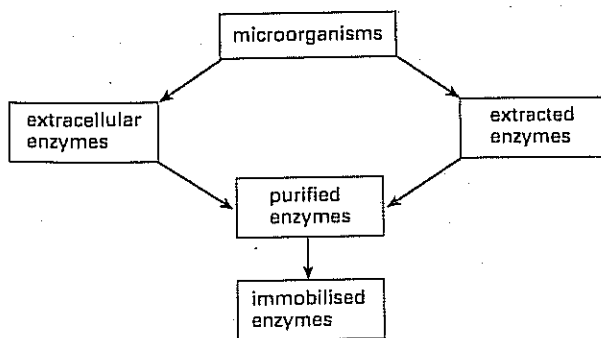 microorganisms
extracellular
enzymes
extracted
enzymes
purified
enzymes
immobilised
enzymes